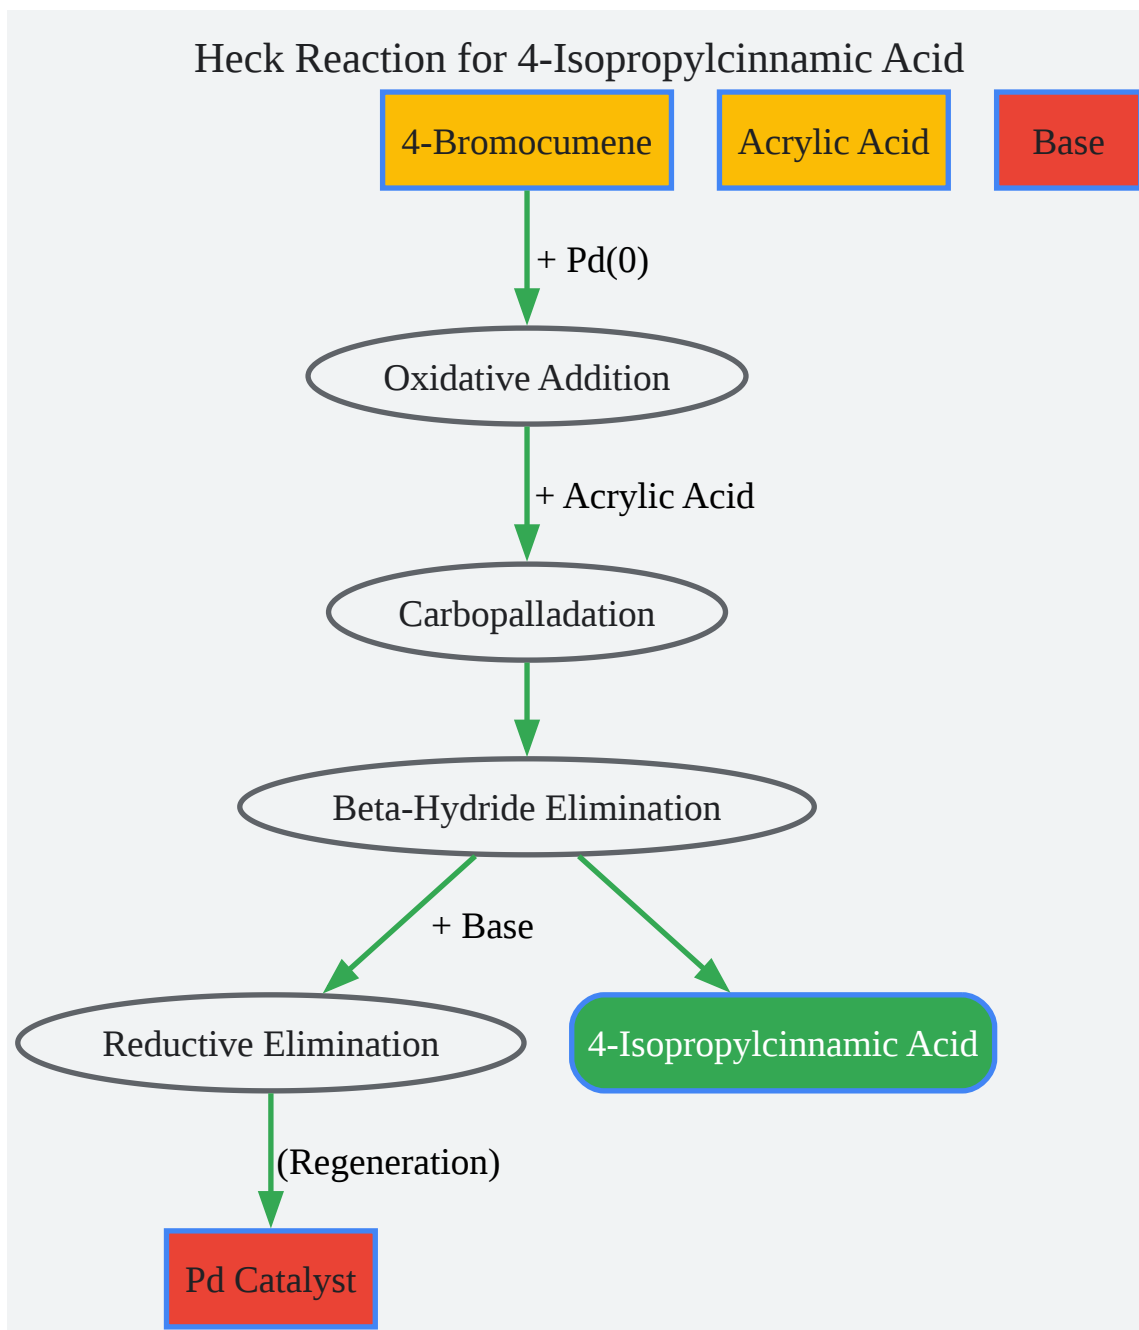 Heck Reaction for 4-Isopropylcinnamic Acid
4-Bromocumene
Acrylic Acid
Base
+ Pd(0)
Oxidative Addition
+ Acrylic Acid
Carbopalladation
Beta-Hydride Elimination
+ Base
Reductive Elimination
4-Isopropylcinnamic Acid
(Regeneration)
Pd Catalyst